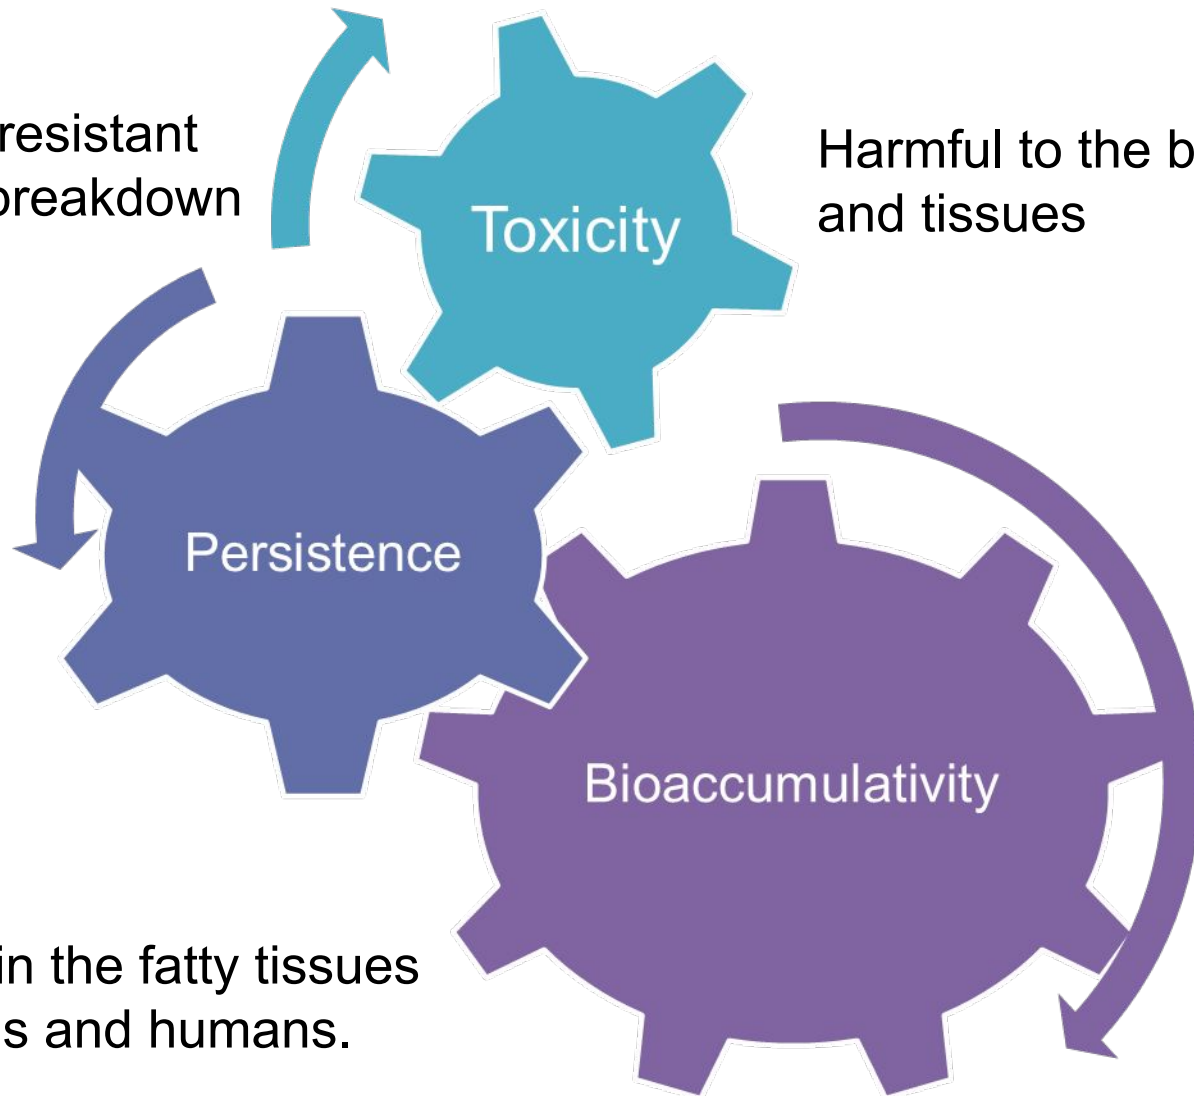 resistant
breakdown
Harmful to the
and tissues
Toxicity
Persistence
Bioaccumulativity
in the fatty tissues
and humans.